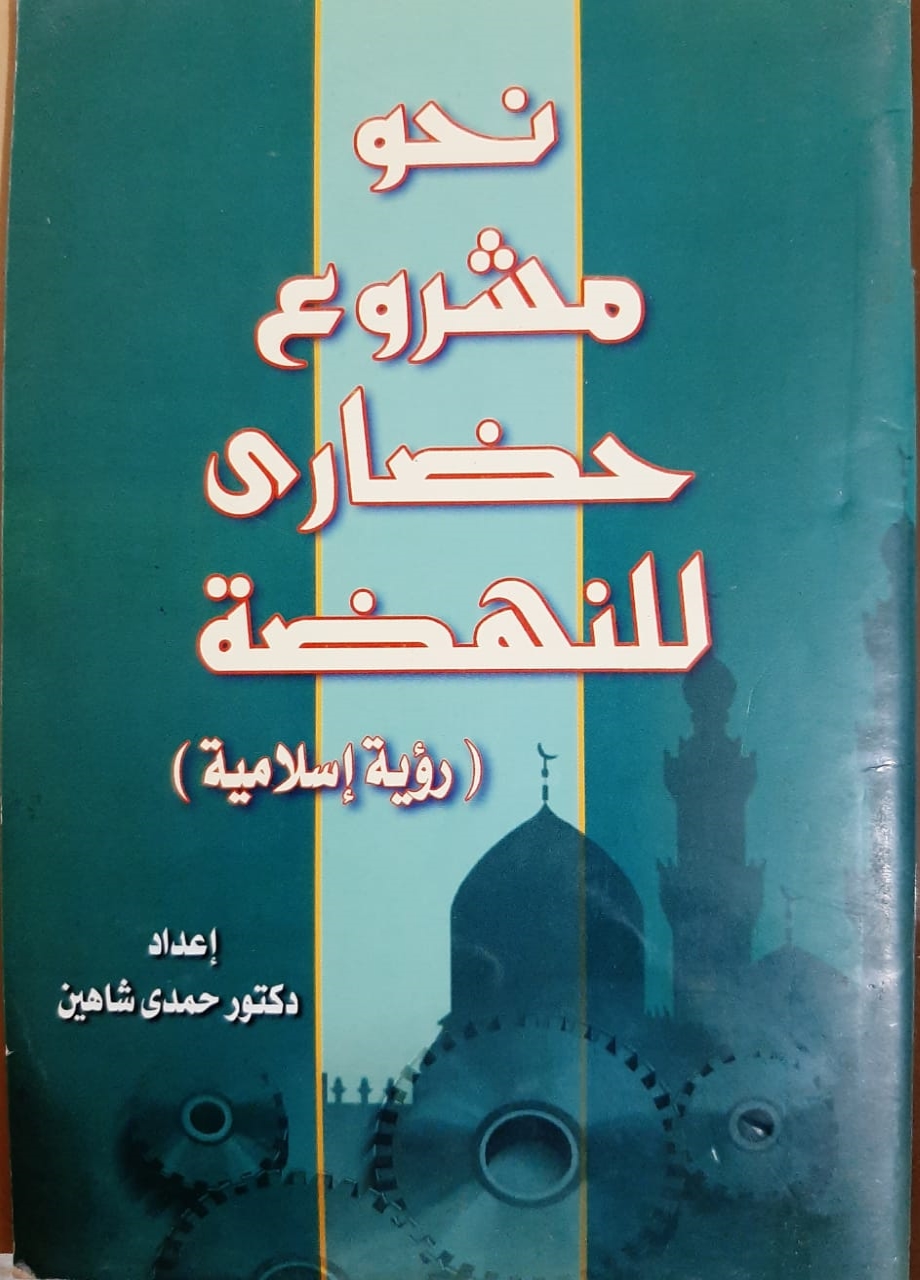 نحو
مشروع
حضارى
للنهضة
( رؤية إسلامية )
إعداد
دكتور حمدى شاهين